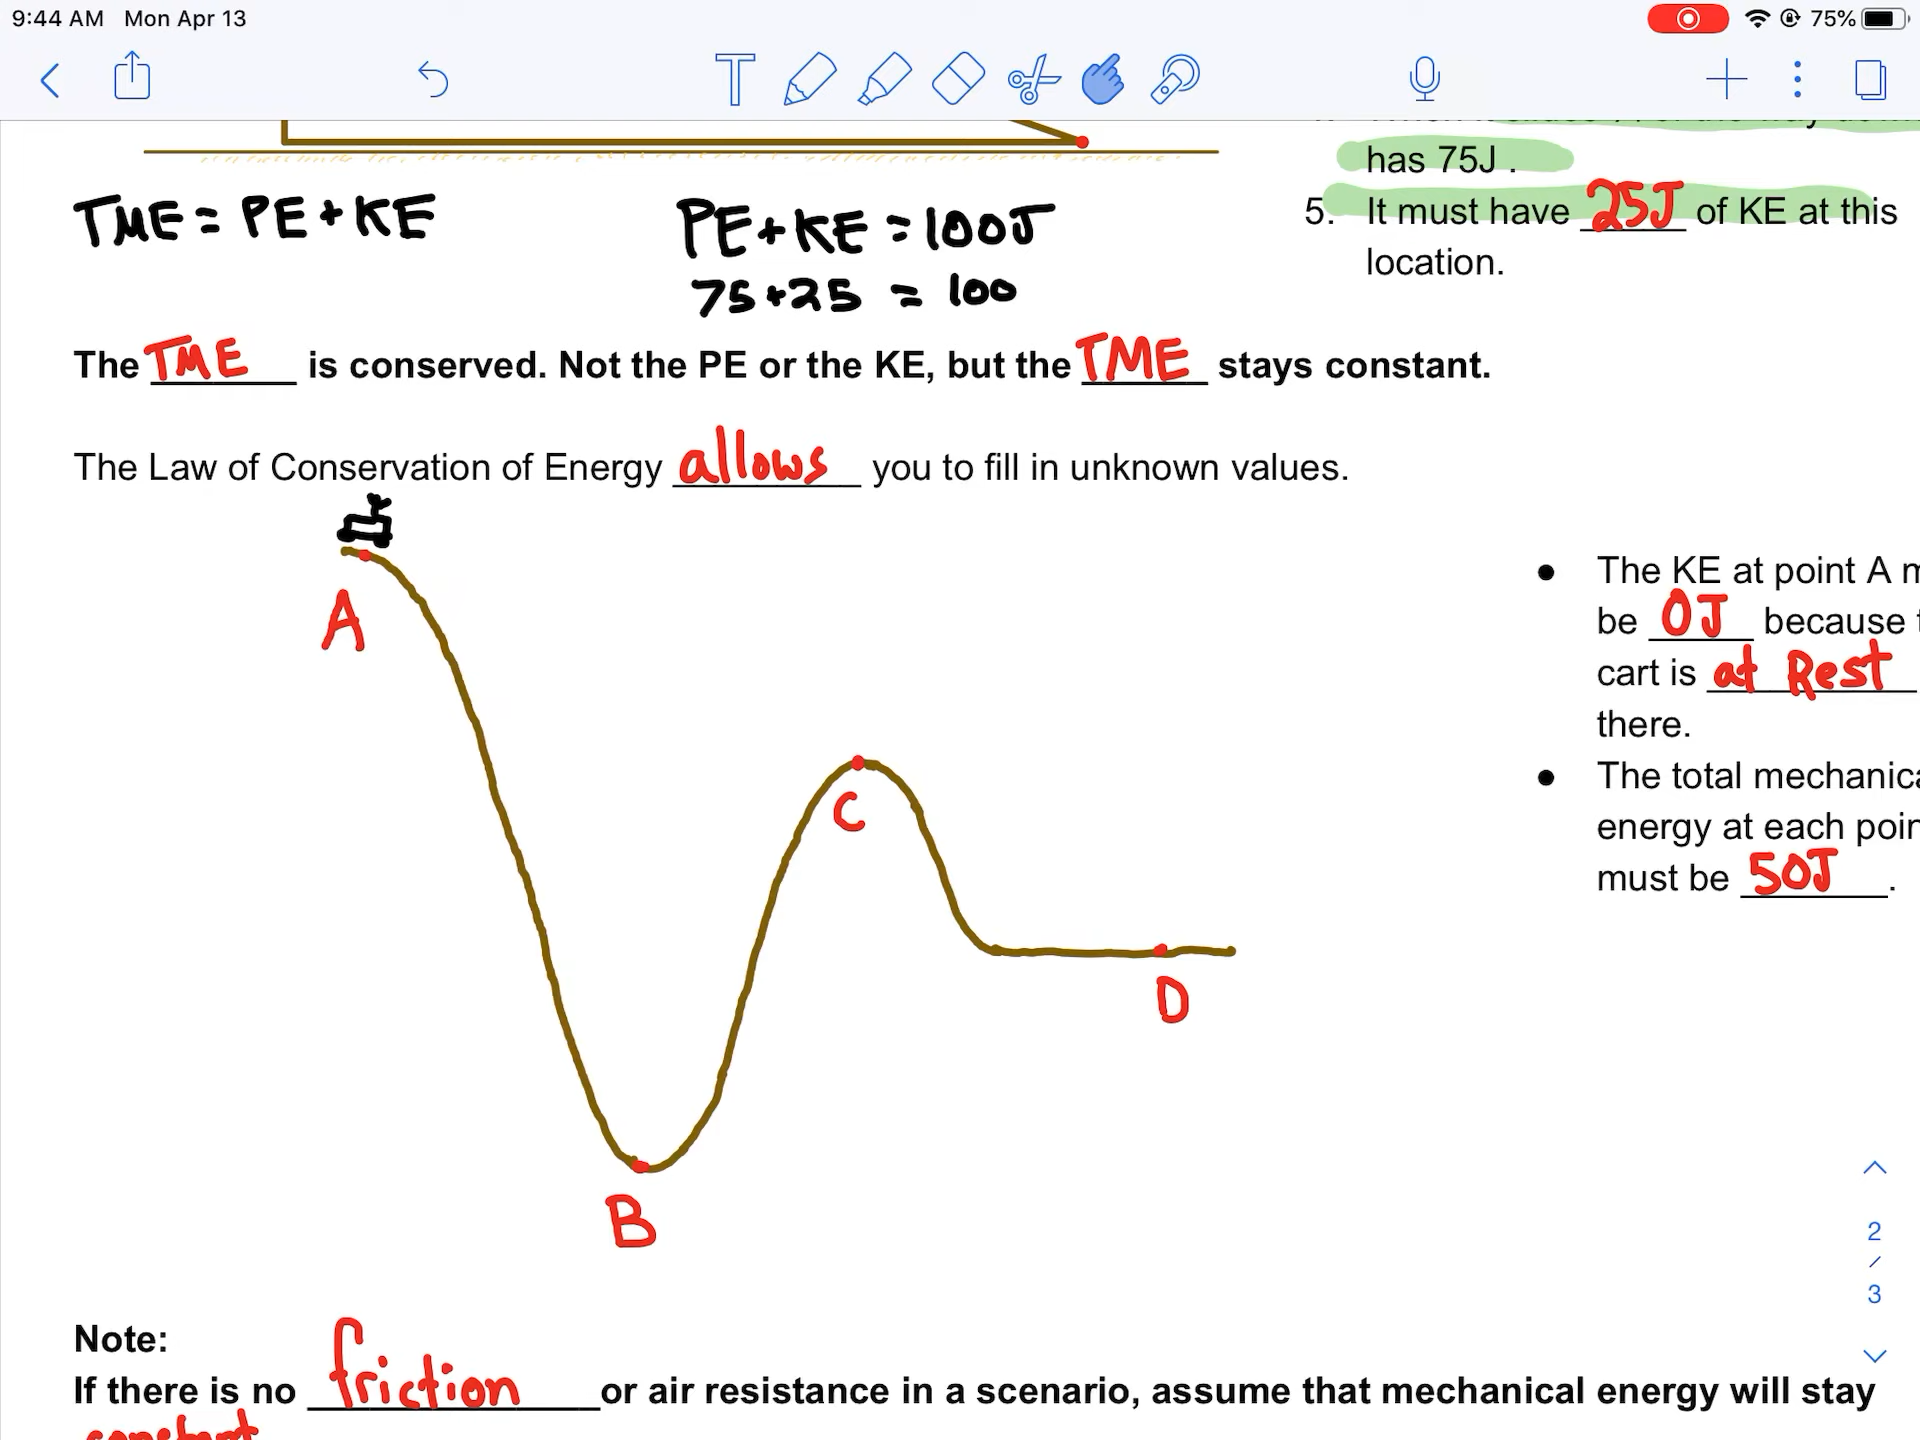 9:44 AM Mon Apr 13
75%
has 75J .
5. It must have 25J of KE at this
location.
TME = PE + KE
PE + KE = 100J
75 + 25 = 100
The TME is conserved. Not the PE or the KE, but the TME stays constant.
The Law of Conservation of Energy allows you to fill in unknown values.
A
B
C
D
● The KE at point A m
be 0J because t
cart is at Rest
there.
● The total mechanica
energy at each poin
must be 50J .
2
/
3
Note:
If there is no friction or air resistance in a scenario, assume that mechanical energy will stay
constant